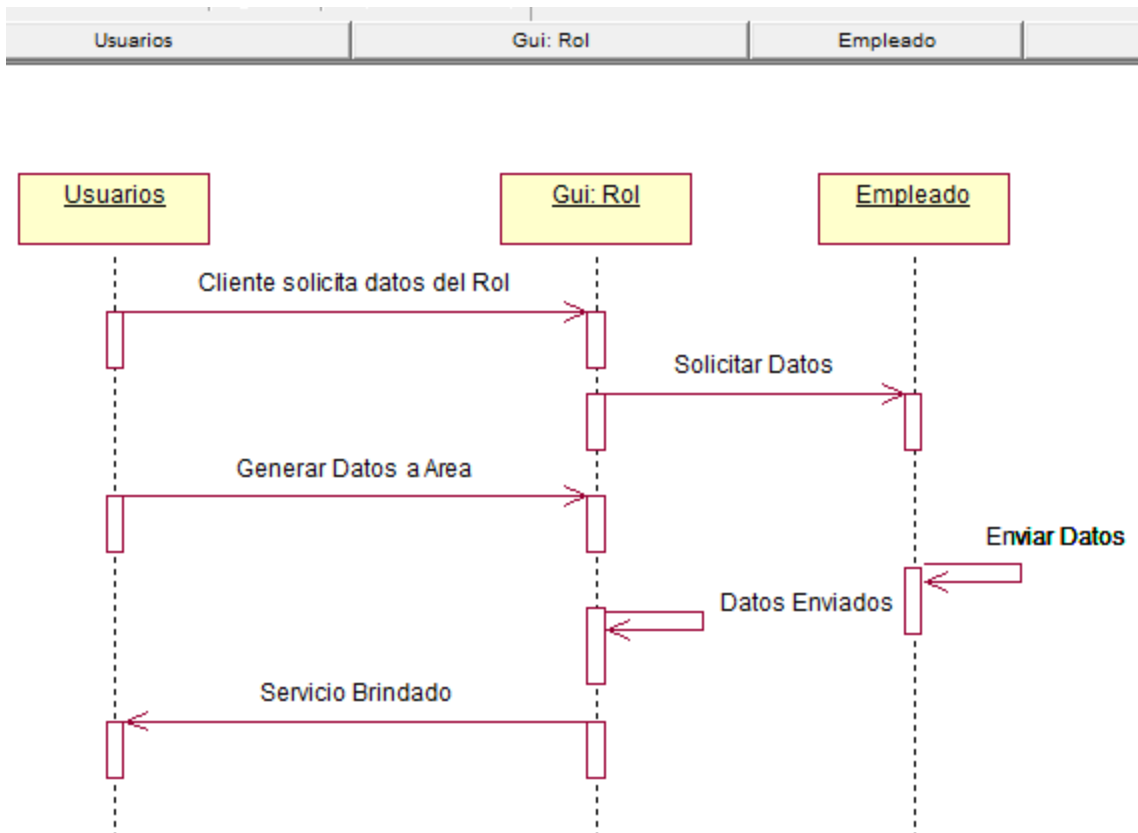 Usuarios
Gui: Rol
Empleado
Usuarios
Gui: Rol
Empleado
Cliente solicita datos del Rol
Solicitar Datos
Generar Datos a Area
Enviar Datos
Datos Enviados
Servicio Brindado